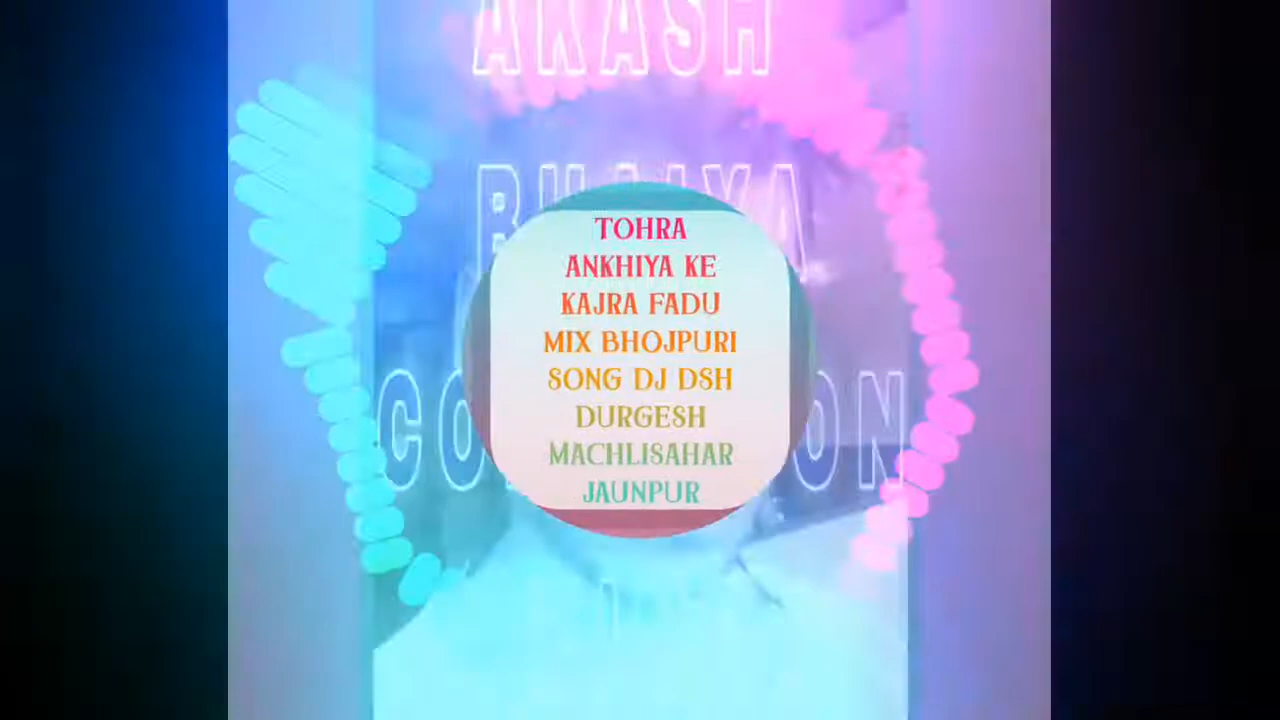 AKASH
TOHRA
ANKHIYA KE
KAJRA FADU
MIX BHOJPURI
SONG DJ DSH
DURGESH
MACHLISAHAR
JAUNPUR